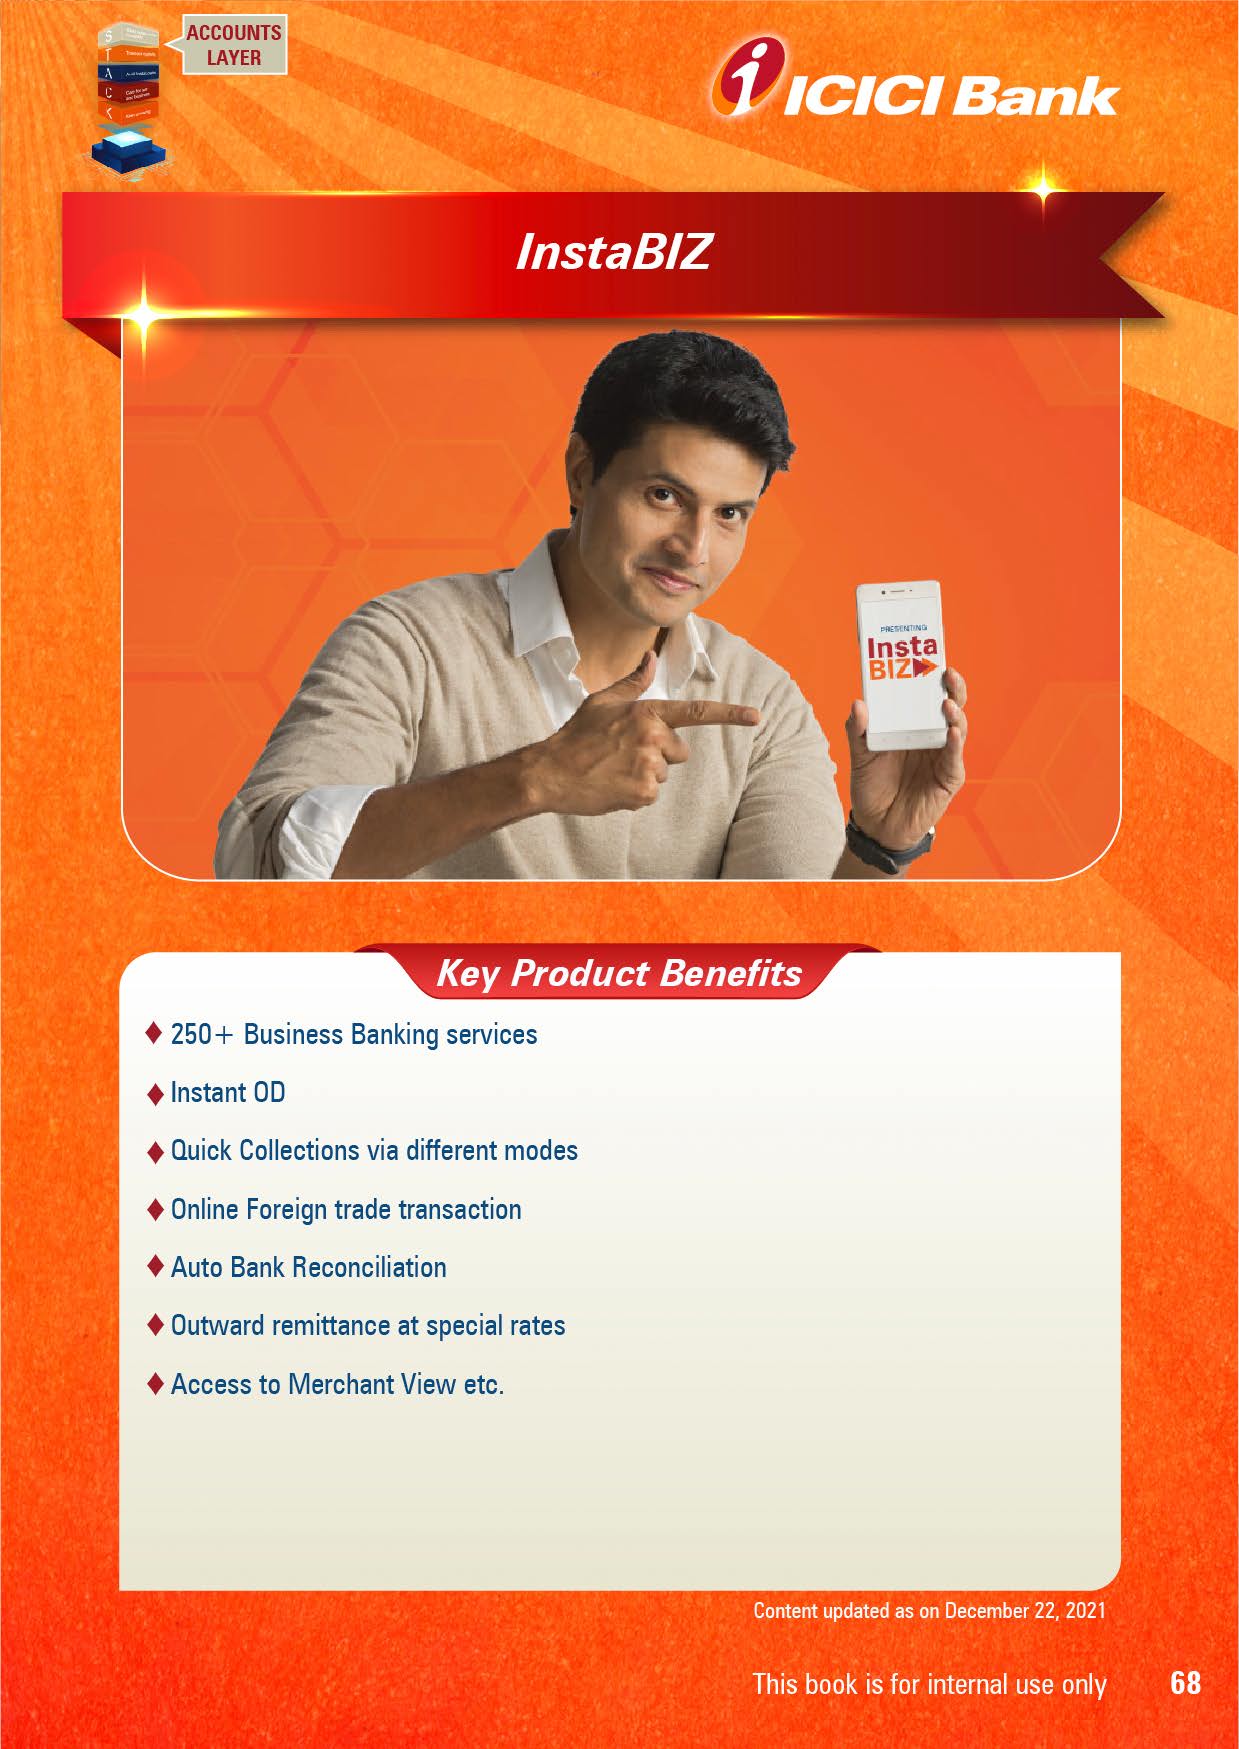 S
T
A
C
K
ACCOUNTS
LAYER
ICICI Bank
InstaBIZ
PRESENTING
Insta
BIZ
Key Product Benefits
250+ Business Banking services
Instant OD
Quick Collections via different modes
Online Foreign trade transaction
Auto Bank Reconciliation
Outward remittance at special rates
Access to Merchant View etc.
Content updated as on December 22, 2021
This book is for internal use only 68